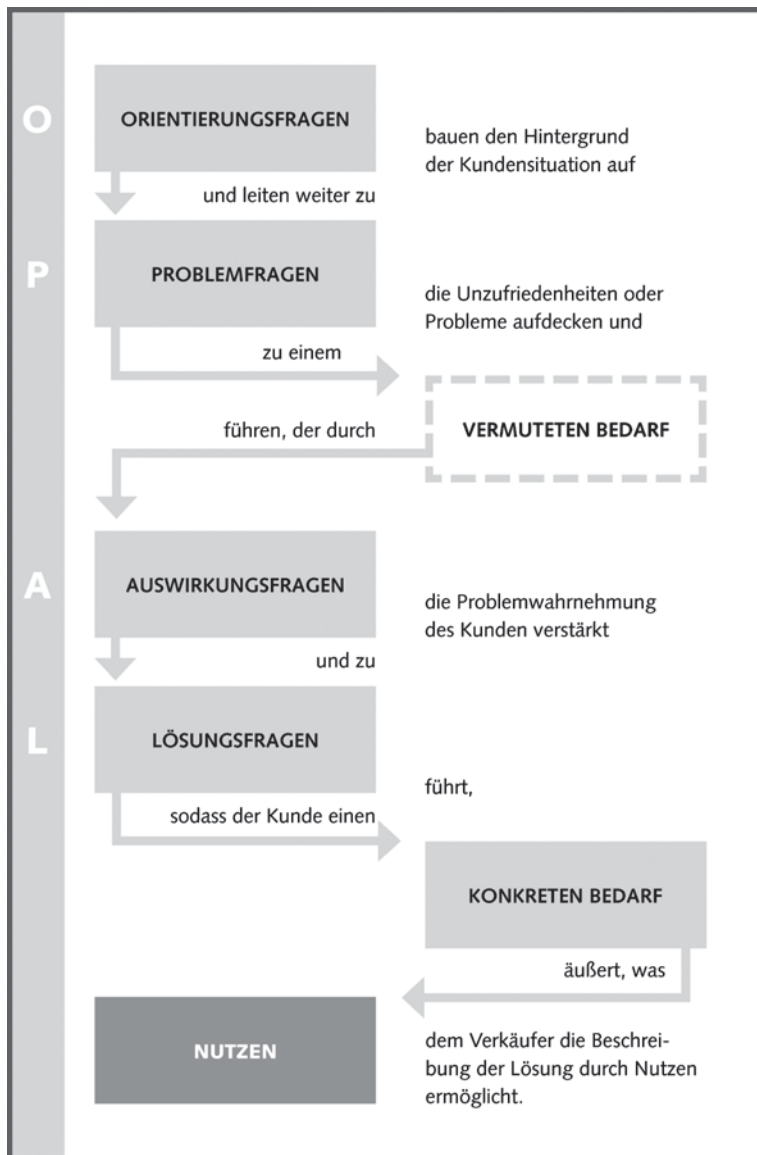 O
ORIENTIERUNGSFRAGEN
bauen den Hintergrund
der Kundensituation auf
und leiten weiter zu
P
PROBLEMFRAGEN
die Unzufriedenheiten oder
Probleme aufdecken und
zu einem
VERMUTETEN BEDARF
führen, der durch
A
AUSWIRKUNGSFRAGEN
die Problemwahrnehmung
des Kunden verstärkt
und zu
L
LÖSUNGSFRAGEN
führt,
sodass der Kunde einen
KONKRETEN BEDARF
äußert, was
NUTZEN
dem Verkäufer die Beschrei-
bung der Lösung durch Nutzen
ermöglicht.